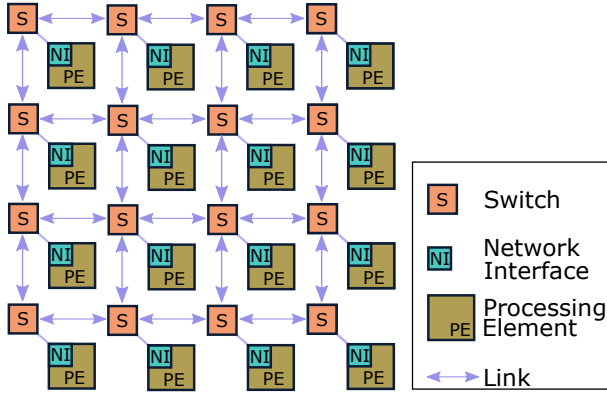 S S S S
NI NI NI NI
PE PE PE PE
S S S S
NI NI NI NI
PE PE PE PE
S S S S
NI NI NI NI
PE PE PE PE
S S S S
NI NI NI NI
PE PE PE PE
S Switch
NI Network
Interface
Processing
PE Element
Link